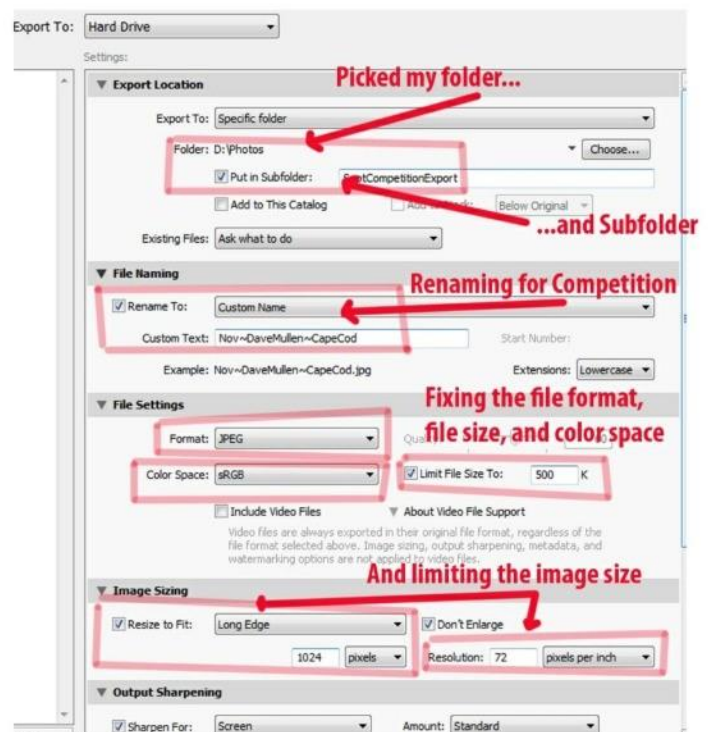 Export To: Hard Drive
Settings:
Export Location
Picked my folder...
Export To: Specific folder
Folder: D:\Photos Choose...
Put in Subfolder: SeptCompetitionExport
Add to This Catalog Below Original
...and Subfolder
Existing Files: Ask what to do
File Naming
Renaming for Competition
Rename To: Custom Name
Custom Text: Nov~DaveMullen~CapeCod Start Number:
Example: Nov~DaveMullen~CapeCod.jpg Extensions: Lowercase
File Settings
Fixing the file format,
file size, and color space
Format: JPEG
Color Space: sRGB Limit File Size To: 500 K
Include Video Files About Video File Support
Video files are always exported in their original file format, regardless of the
file format selected above. Image sizing, output sharpening, metadata, and
watermarking options are not applied to video files.
And limiting the image size
Image Sizing
Resize to Fit: Long Edge Don't Enlarge
1024 pixels Resolution: 72 pixels per inch
Output Sharpening
Sharpen For: Screen Amount: Standard